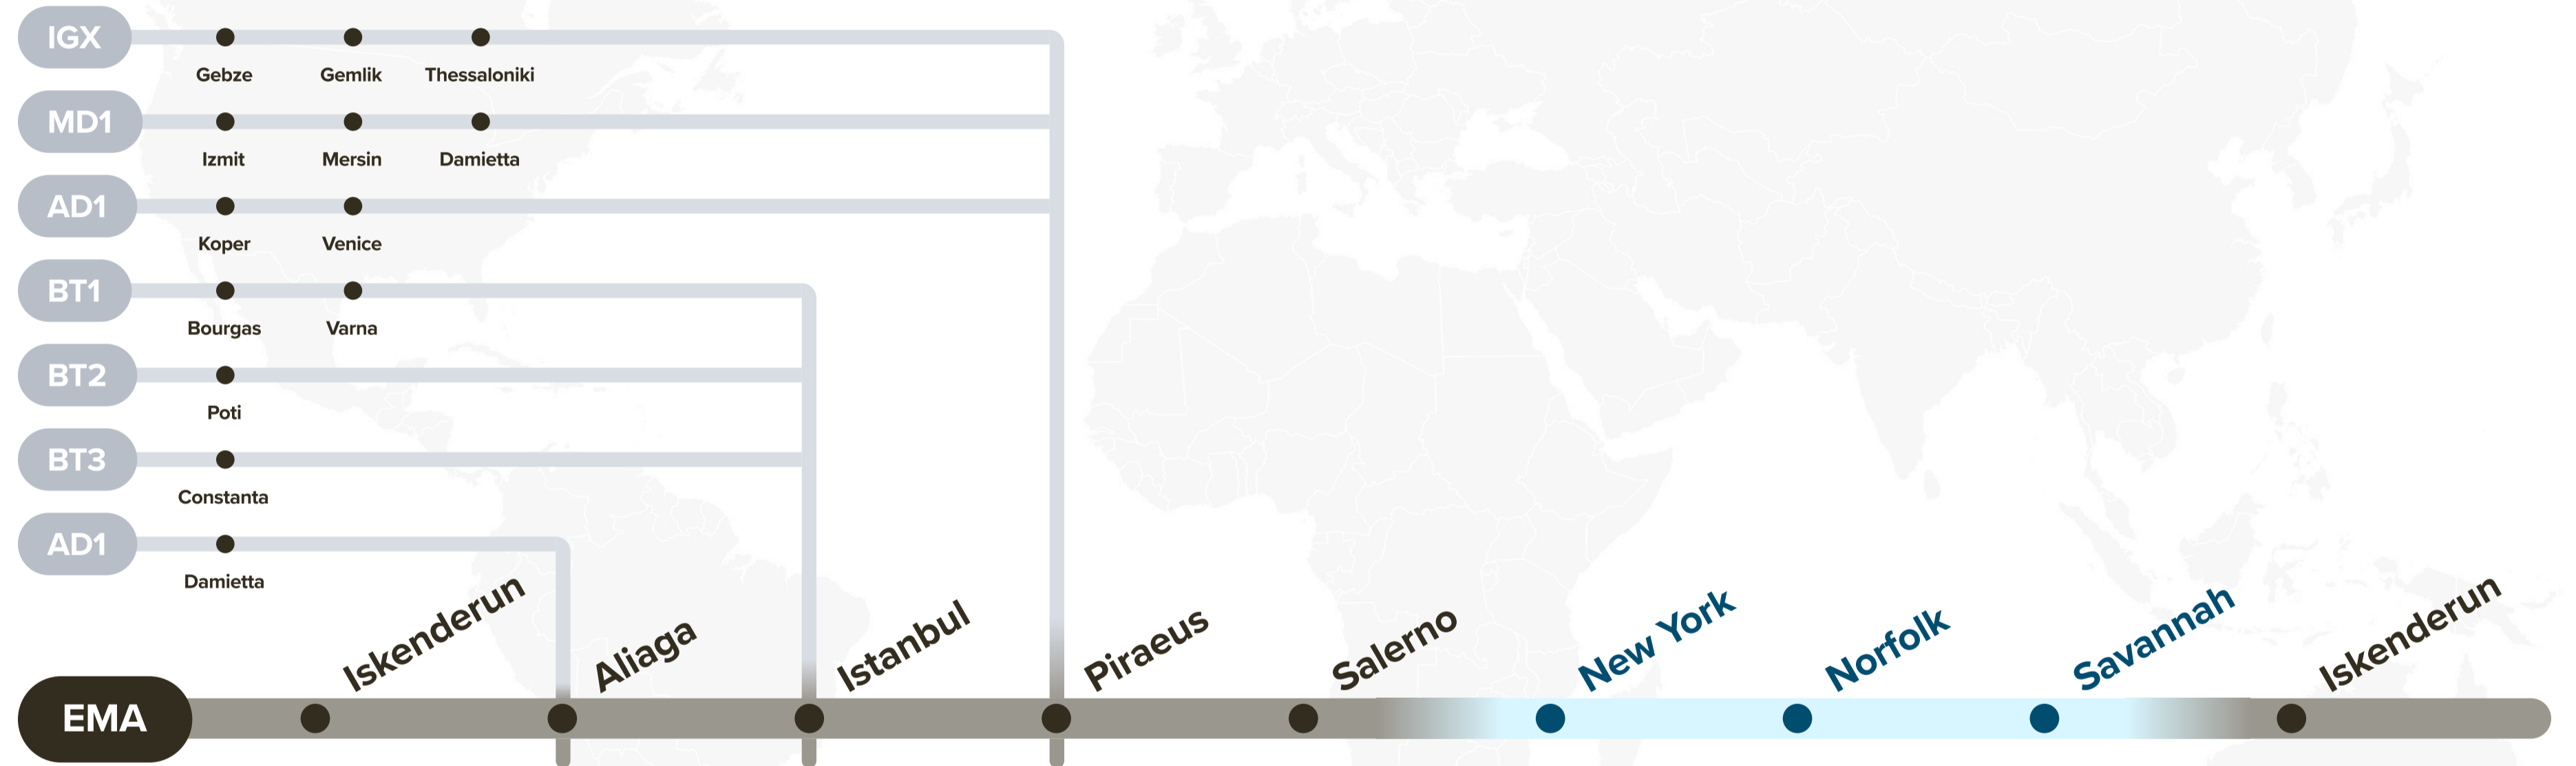 IGX
Gebze Gemlik Thessaloniki
MD1
Izmit Mersin Damietta
AD1
Koper Venice
BT1
Bourgas Varna
BT2
Poti
BT3
Constanta
AD1
Damietta
EMA
Iskenderun
Aliaga
Istanbul
Piraeus
Salerno
New York
Norfolk
Savannah
Iskenderun